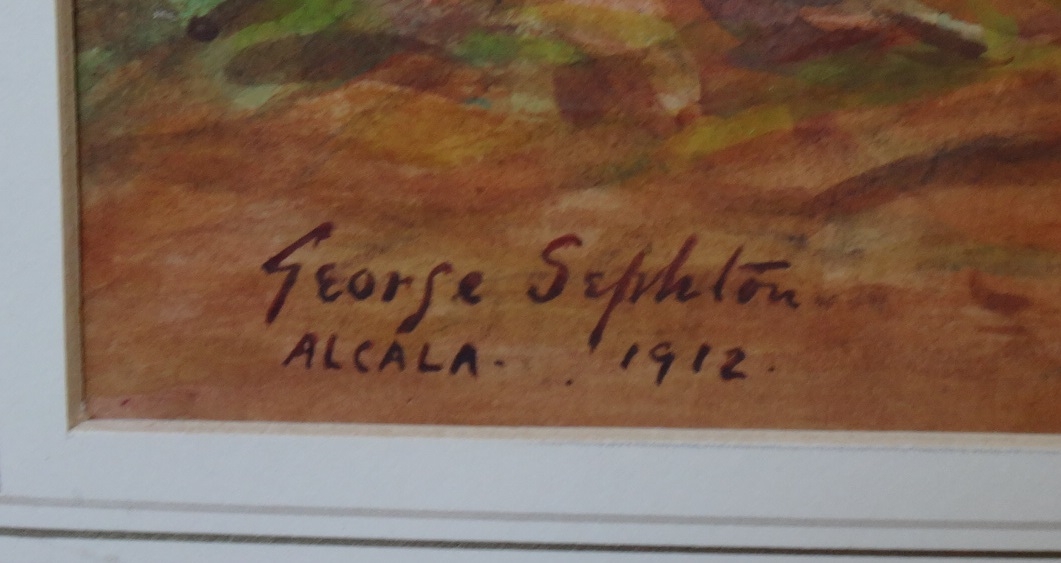 George Sephton
ALCALA. 1912.